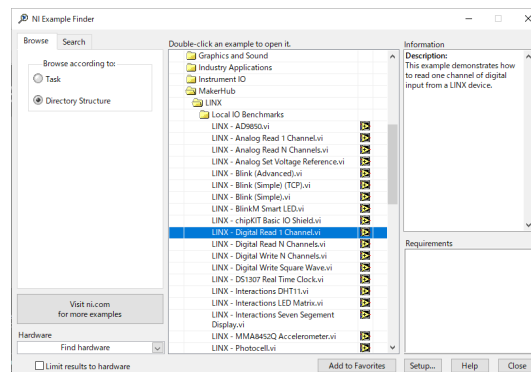 NI Example Finder
Browse
Search
Browse according to:
Task
Directory Structure
Visit ni.com
for more examples
Hardware
Find hardware
Limit results to hardware
Double-click an example to open it.
Graphics and Sound
Industry Applications
Instrument IO
MakerHub
LINX
Local IO Benchmarks
LINX - AD9850.vi
LINX - Analog Read 1 Channel.vi
LINX - Analog Read N Channels.vi
LINX - Analog Set Voltage Reference.vi
LINX - Blink (Advanced).vi
LINX - Blink (Simple) (TCP).vi
LINX - Blink (Simple).vi
LINX - BlinkM Smart LED.vi
LINX - chipKIT Basic IO Shield.vi
LINX - Digital Read 1 Channel.vi
LINX - Digital Read N Channels.vi
LINX - Digital Write N Channels.vi
LINX - Digital Write Square Wave.vi
LINX - DS1307 Real Time Clock.vi
LINX - Interactions DHT11.vi
LINX - Interactions LED Matrix.vi
LINX - Interactions Seven Segement
Display.vi
LINX - MMA8452Q Accelerometer.vi
LINX - Photocell.vi
Information
Description:
This example demonstrates how
to read one channel of digital
input from a LINX device.
Requirements
Add to Favorites
Setup...
Help
Close